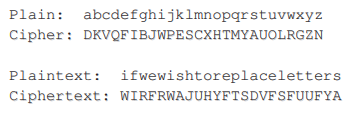 Plain: abcdefghijklmnopqrstuvwxyz
Cipher: DKVQFIBJWPESCXHTMYAUOLRGZN
Plaintext: ifwewishtoreplaceletters
Ciphertext: WIRFRWAJUHYFTSDVFSFUUFYA